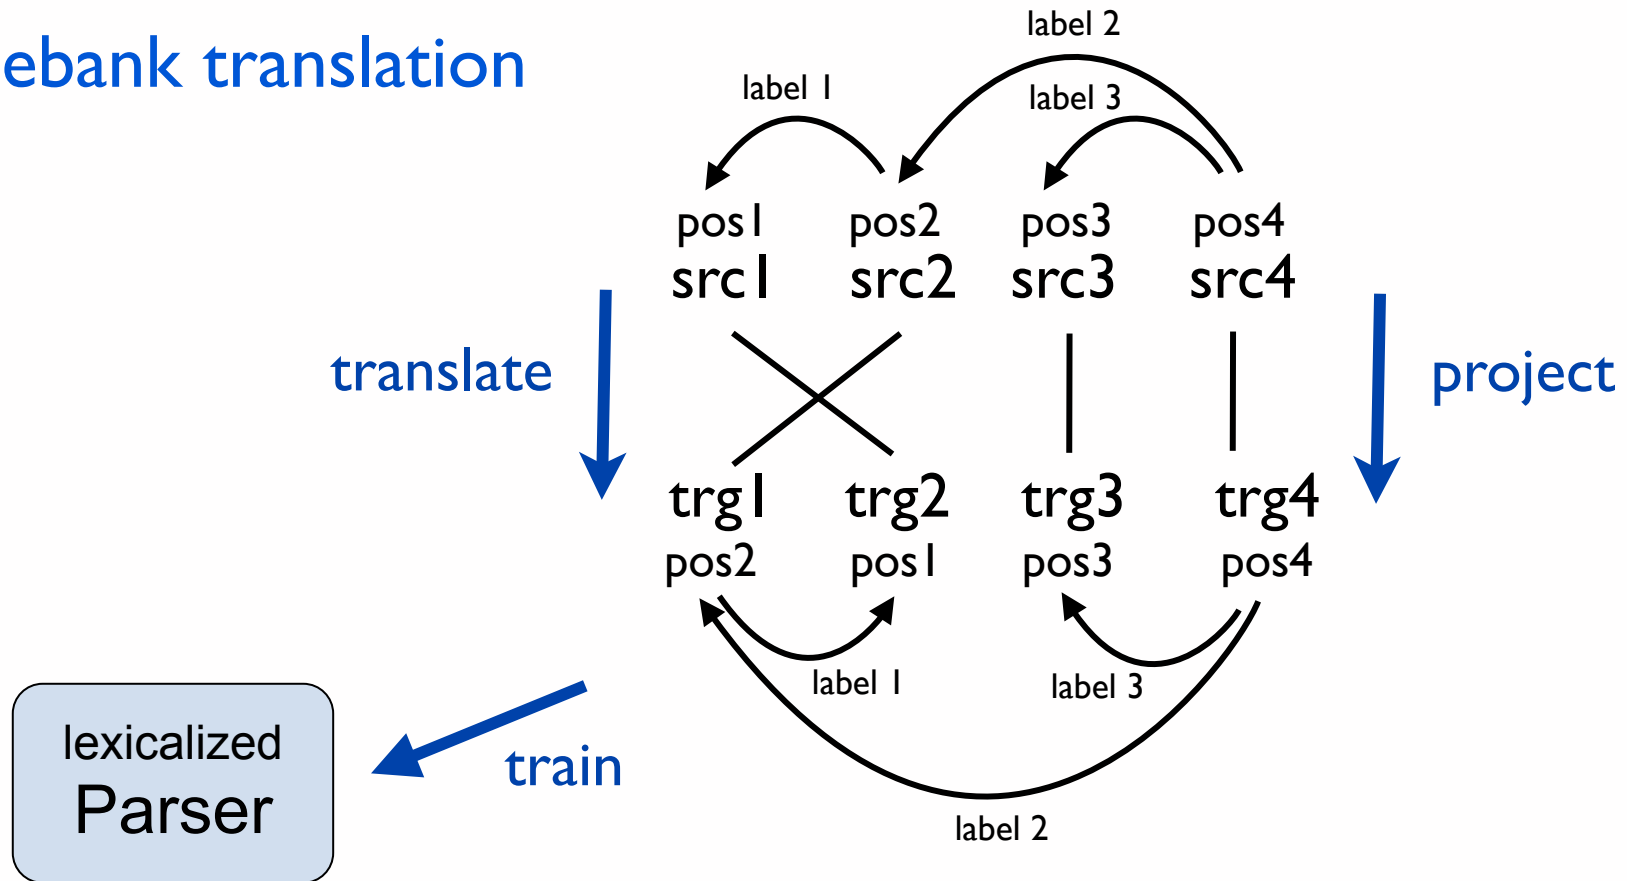 ebank translation
label 2
label 1
label 3
pos1 pos2 pos3 pos4
src1 src2 src3 src4
translate
project
trg1 trg2 trg3 trg4
pos2 pos1 pos3 pos4
label 1
label 3
label 2
train
lexicalized
Parser